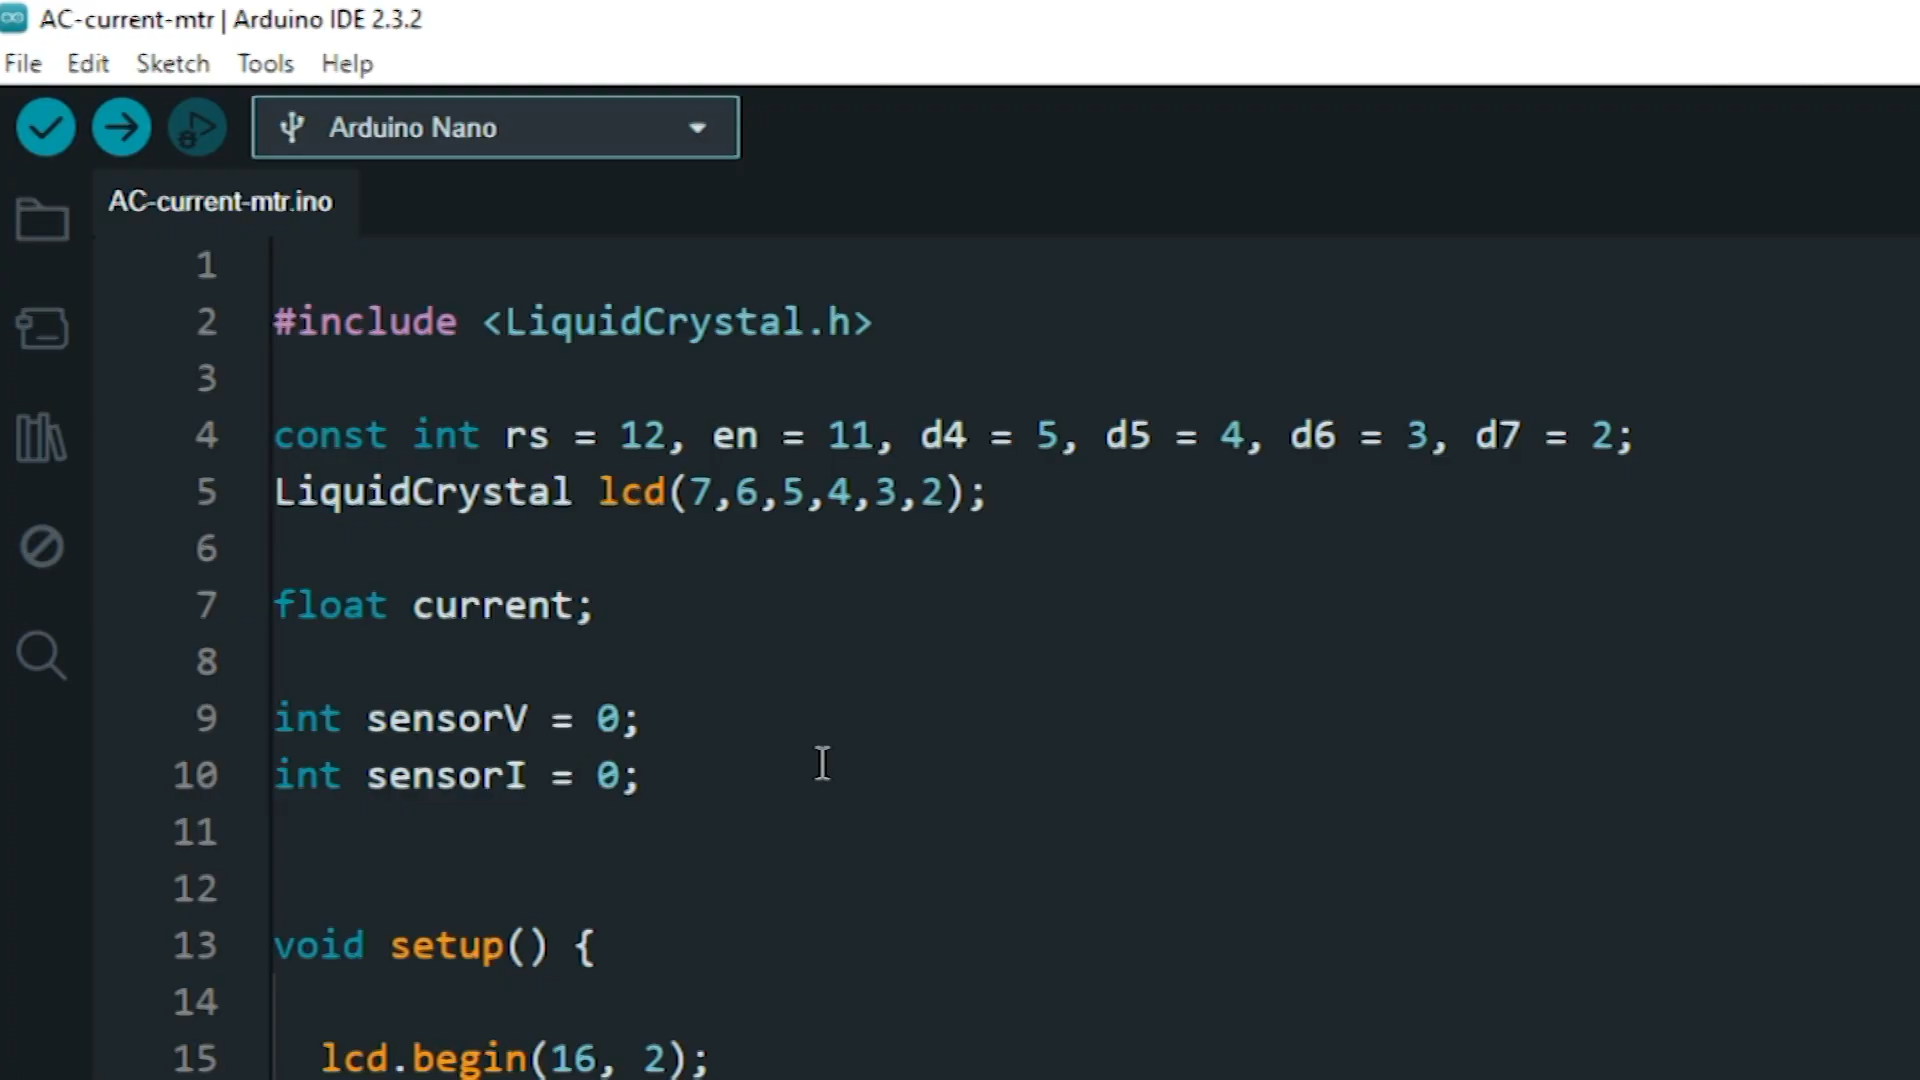 AC-current-mtr | Arduino IDE 2.3.2
File Edit Sketch Tools Help
Arduino Nano
AC-current-mtr.ino
1
2 #include <LiquidCrystal.h>
3
4 const int rs = 12, en = 11, d4 = 5, d5 = 4, d6 = 3, d7 = 2;
5 LiquidCrystal lcd(7,6,5,4,3,2);
6
7 float current;
8
9 int sensorV = 0;
10 int sensorI = 0;
11
12
13 void setup() {
14
15 lcd.begin(16, 2);